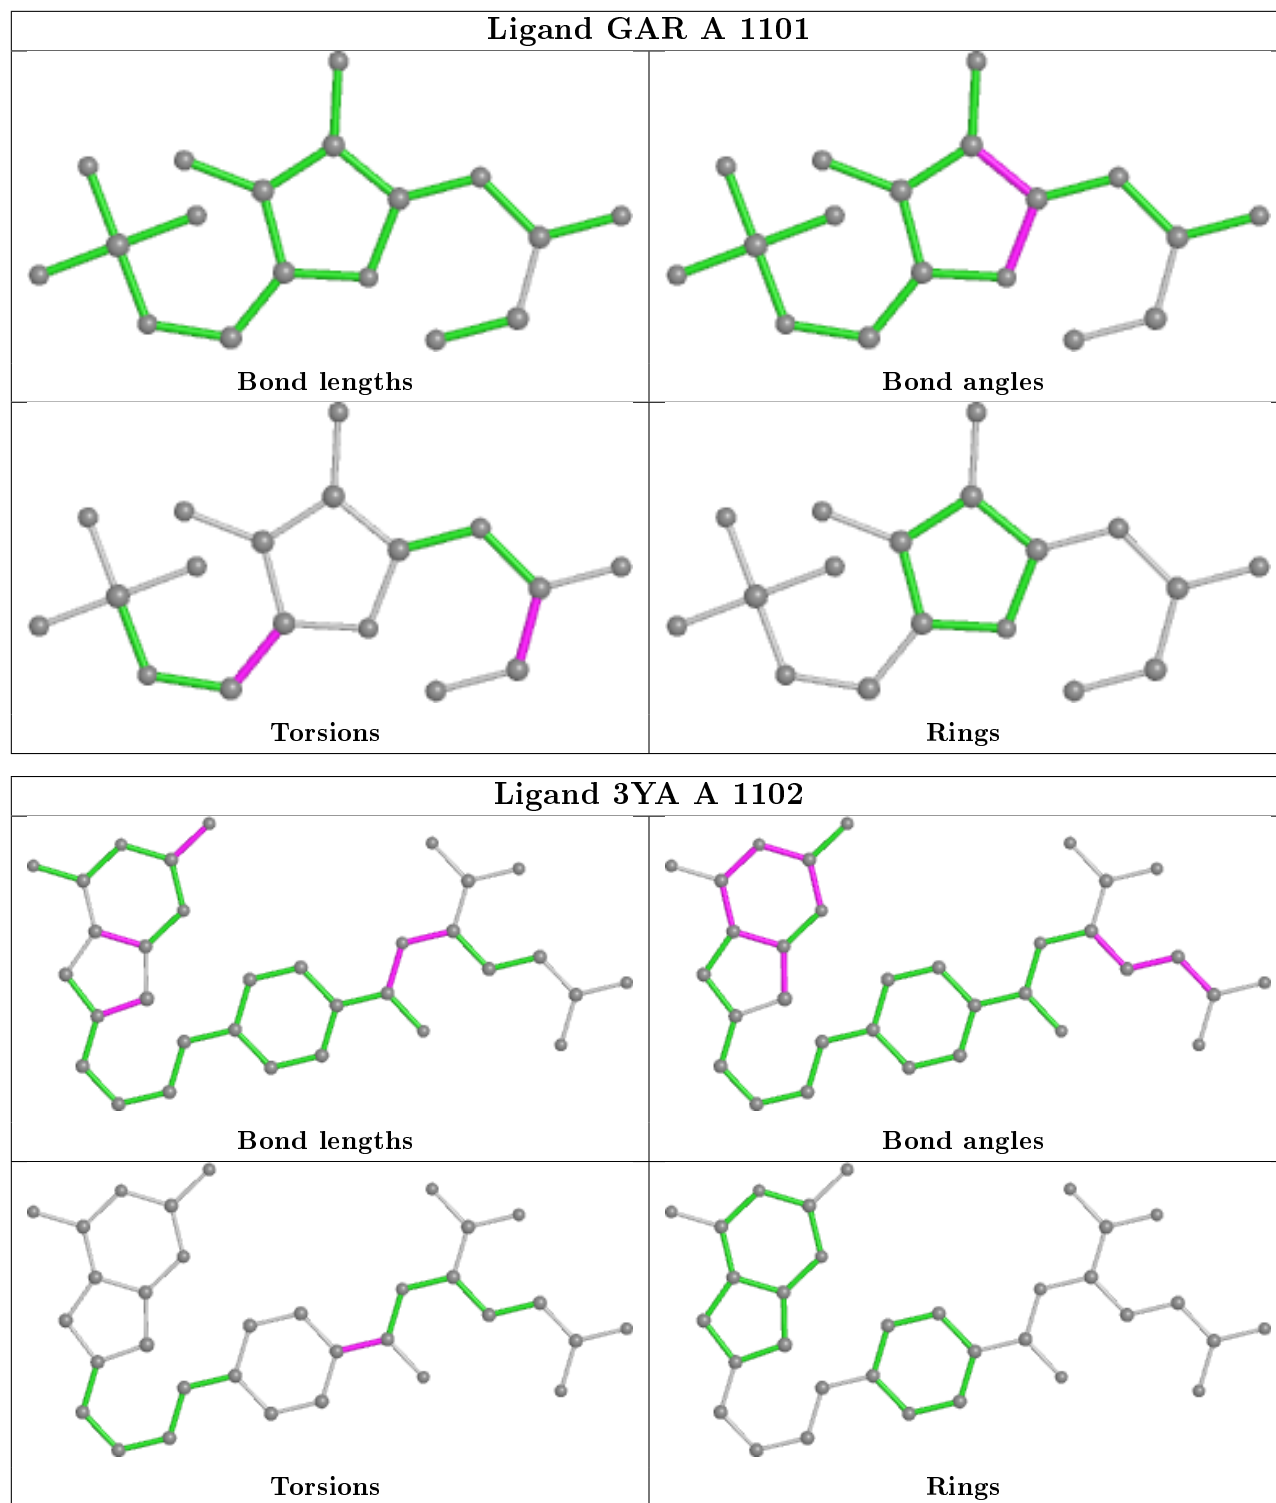 Ligand GAR A 1101
Bond lengths
Bond angles
Torsions
Rings
Ligand 3YA A 1102
Bond lengths
Bond angles
Torsions
Rings